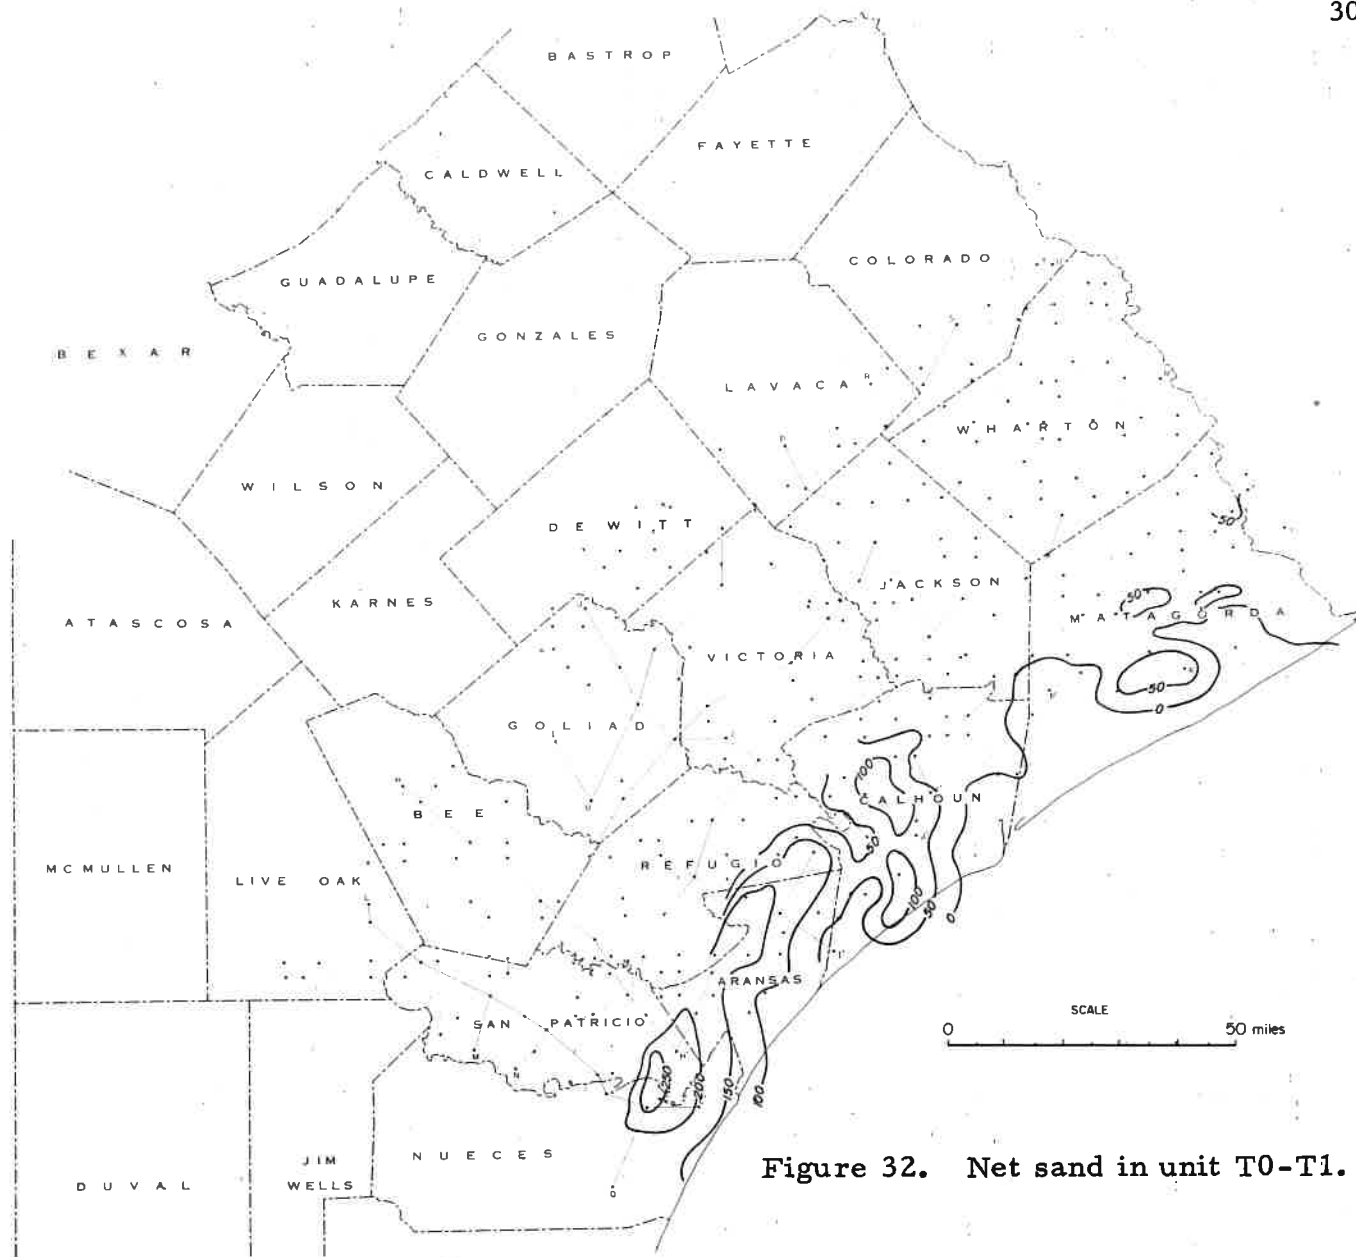 30
BASTROP
FAYETTE
CALDWELL
COLORADO
GUADALUPE
GONZALES
BEXAR
LAVACA
WHARTON
WILSON
50
DEWITT
JACKSON
KARNES
50
MATAGORDA
ATASCOSA
VICTORIA
50
0
GOLIAD
100
CALHOUN
BEE
50
REFUGIO
MCMULLEN
LIVE OAK
100
50
0
ARANSAS
SCALE
0 50 miles
SAN PATRICIO
250
200
150
100
NUECES
JIM
WELLS
DUVAL
Figure 32. Net sand in unit T0-T1.